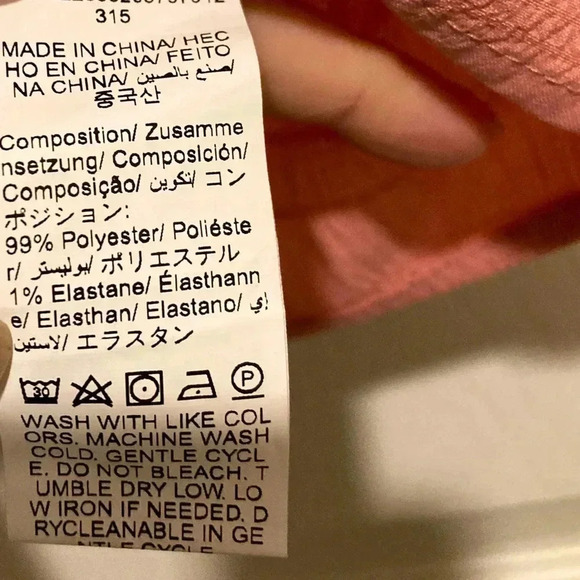 315
MADE IN CHINA/ HEC
HO EN CHINA/ FEITO
NA CHINA/ صنع بالصين/
중국산
Composition/ Zusamme
nsetzung/ Composición/
Composição/ تكوين/ コン
ポジション:
99% Polyester/ Poliéste
r/ بوليستر/ ポリエステル
1% Elastane/ Élasthann
e/ Elasthan/ Elastano/ إي
لاستين/ エラスタン
30 P
WASH WITH LIKE COL
ORS. MACHINE WASH
COLD. GENTLE CYCL
E. DO NOT BLEACH. T
UMBLE DRY LOW. LO
W IRON IF NEEDED. D
RYCLEANABLE IN GE
NTLE CYCLE